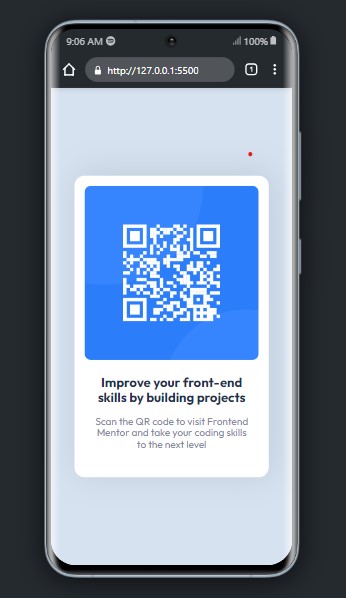 9:06 AM
100%
http://127.0.0.1:5500
1
Improve your front-end
skills by building projects
Scan the QR code to visit Frontend
Mentor and take your coding skills
to the next level